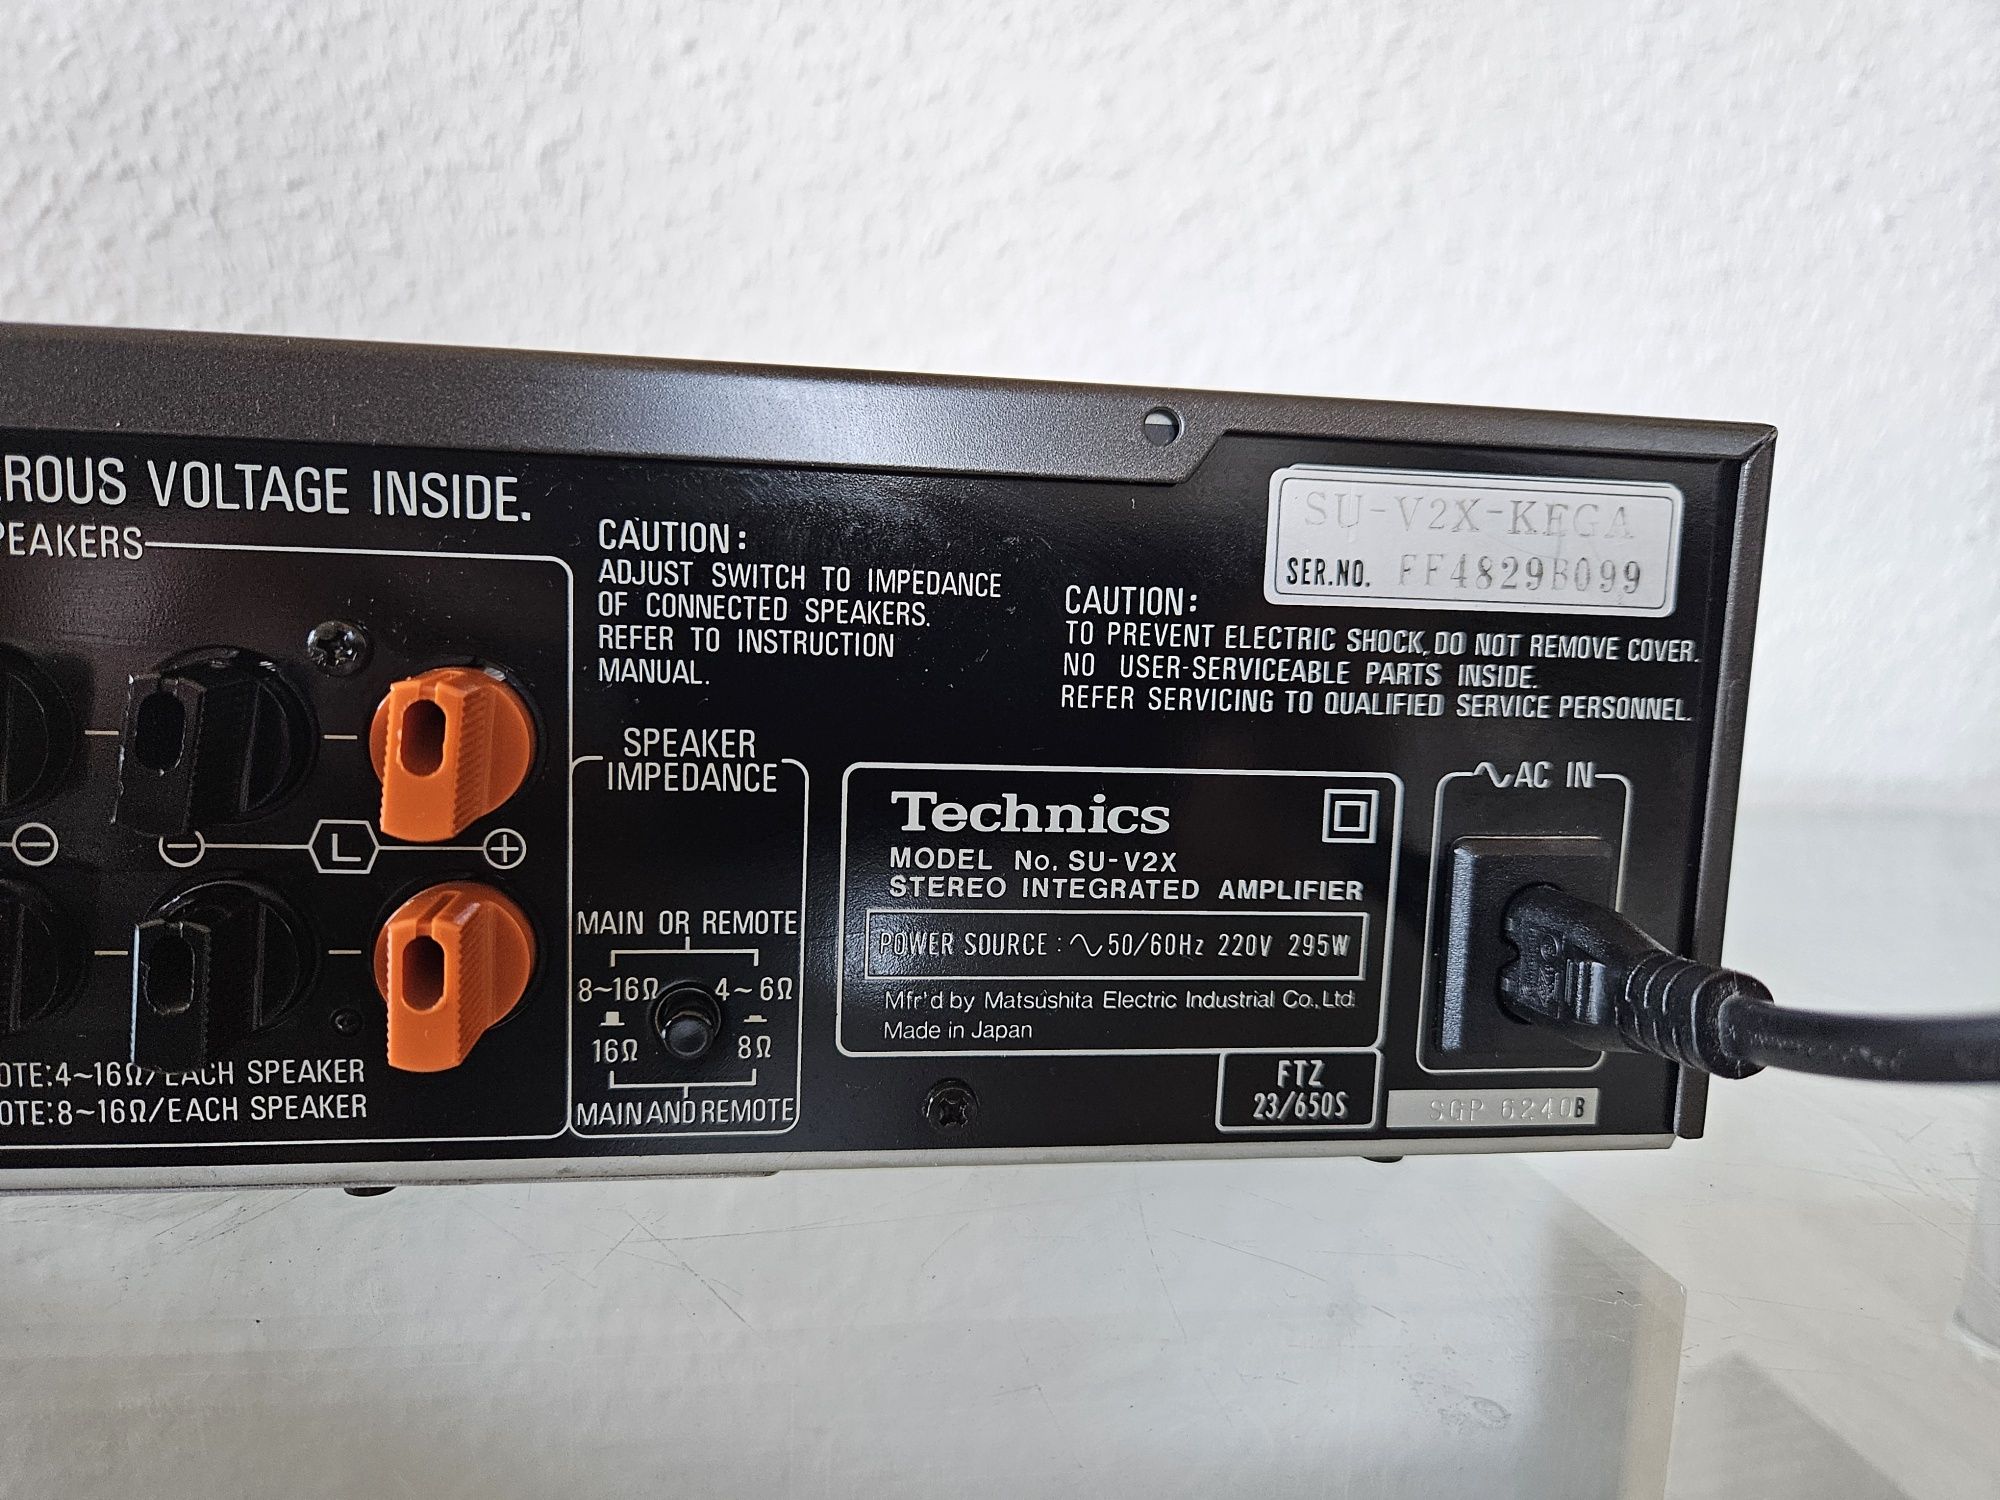 EROUS VOLTAGE INSIDE.
PEAKERS
CAUTION:
ADJUST SWITCH TO IMPEDANCE
OF CONNECTED SPEAKERS.
REFER TO INSTRUCTION
MANUAL.
SU-V2X-KEGA
SER.NO. FF4829B099
CAUTION:
TO PREVENT ELECTRIC SHOCK, DO NOT REMOVE COVER.
NO USER-SERVICEABLE PARTS INSIDE.
REFER SERVICING TO QUALIFIED SERVICE PERSONNEL.
L
SPEAKER
IMPEDANCE
MAIN OR REMOTE
8~16Ω 4~6Ω
16Ω 8Ω
MAIN AND REMOTE
OTE:4~16Ω/EACH SPEAKER
OTE:8~16Ω/EACH SPEAKER
Technics
MODEL No. SU-V2X
STEREO INTEGRATED AMPLIFIER
POWER SOURCE : ∿ 50/60Hz 220V 295W
Mfr'd by Matsushita Electric Industrial Co., Ltd.
Made in Japan
FTZ
23/650S
∿ AC IN
SGP 6240B